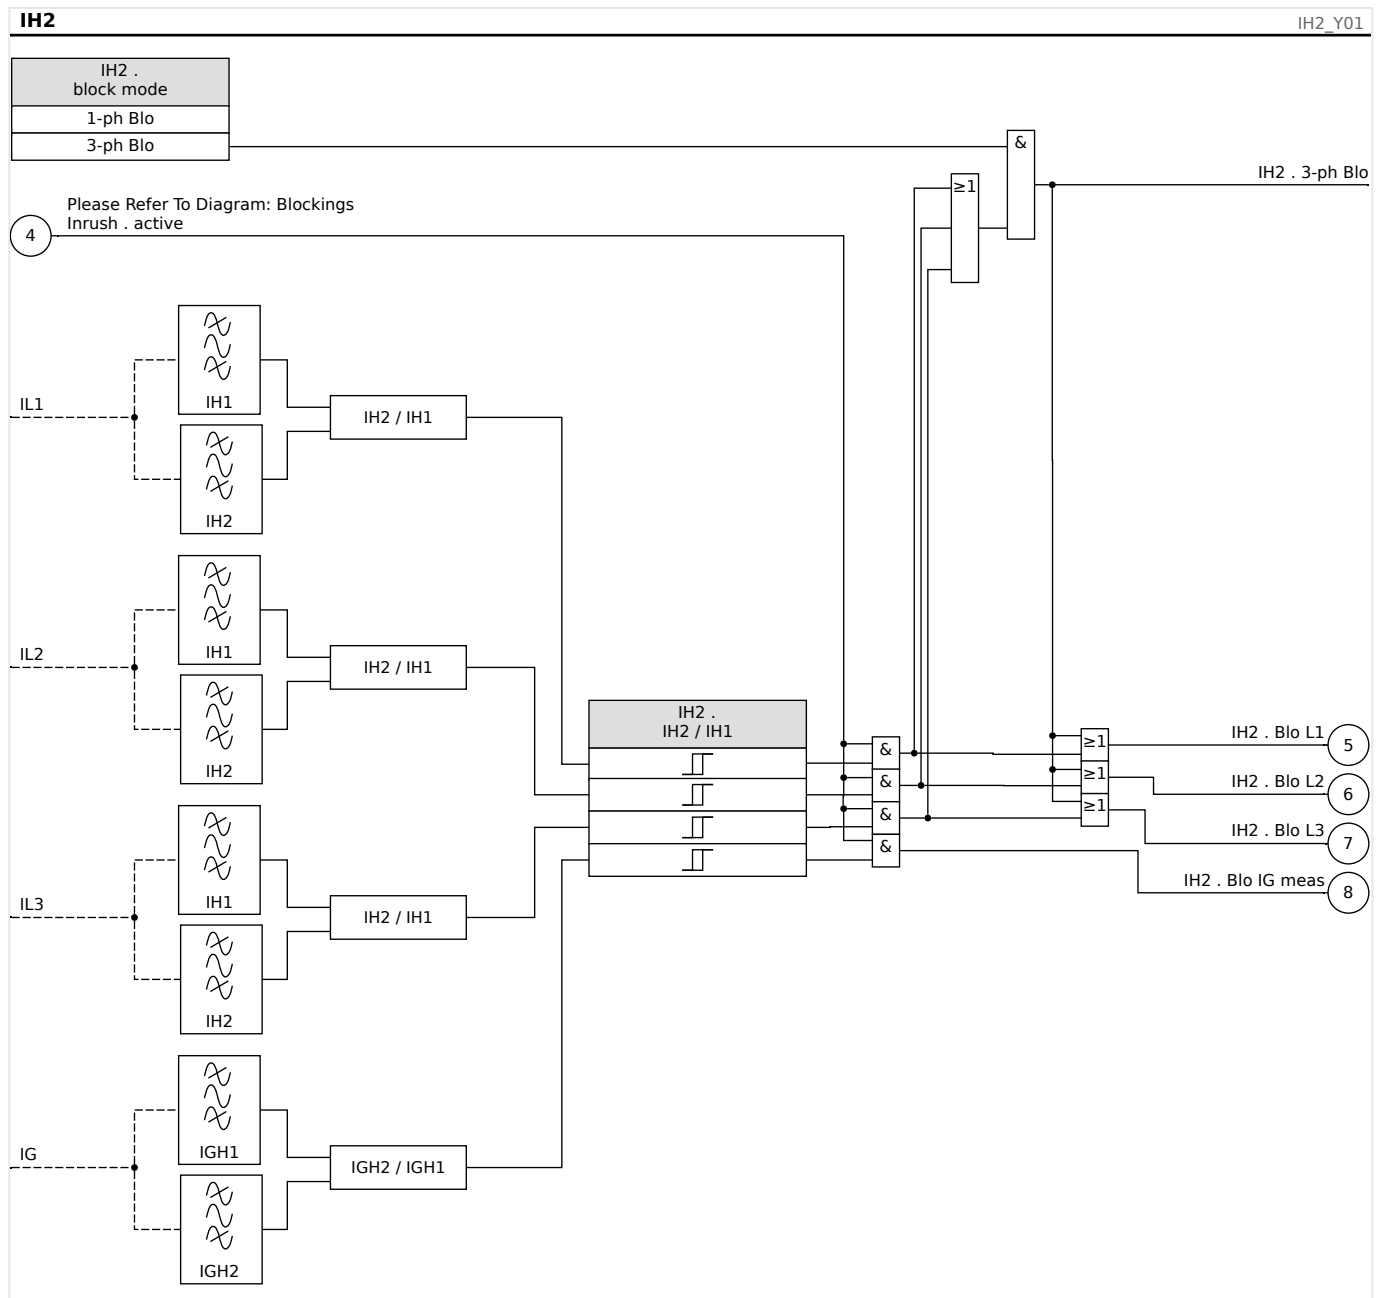 IH2
IH2_Y01
IH2 .
block mode
1-ph Blo
3-ph Blo
&
IH2 . 3-ph Blo
≥1
Please Refer To Diagram: Blockings
Inrush . active
4
IH1
IL1
IH2 / IH1
IH2
IH1
IL2
IH2 / IH1
IH2
IH2 .
IH2 / IH1
&
&
&
&
≥1
≥1
≥1
IH2 . Blo L1
5
IH2 . Blo L2
6
IH2 . Blo L3
7
IH2 . Blo IG meas
8
IH1
IL3
IH2 / IH1
IH2
IGH1
IG
IGH2 / IGH1
IGH2